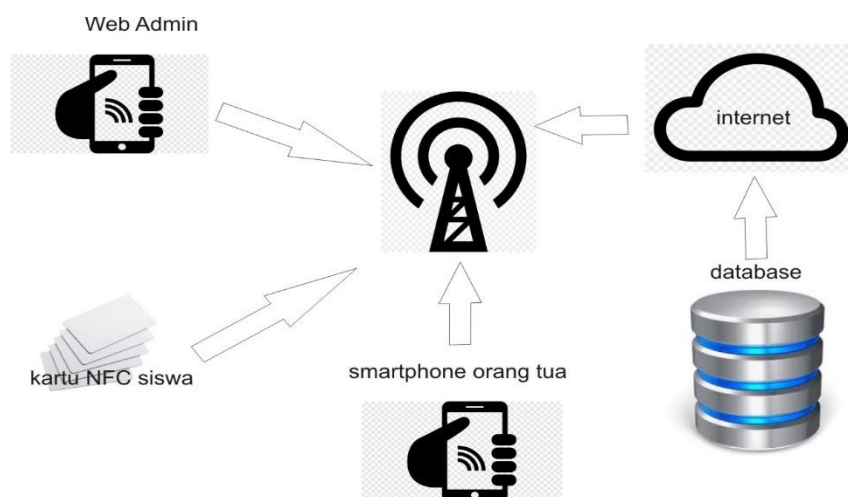 Web Admin
internet
database
kartu NFC siswa
smartphone orang tua